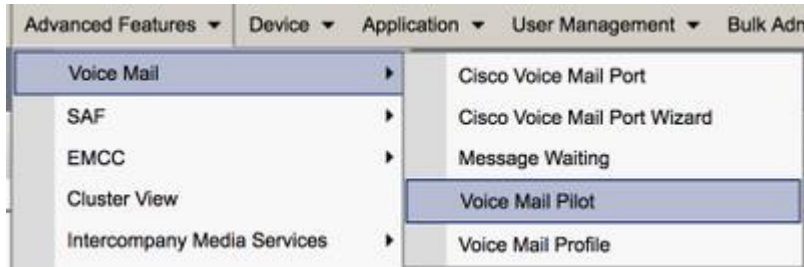 Advanced Features
Device
Application
User Management
Bulk Adn
Voice Mail
SAF
EMCC
Cluster View
Intercompany Media Services
Cisco Voice Mail Port
Cisco Voice Mail Port Wizard
Message Waiting
Voice Mail Pilot
Voice Mail Profile